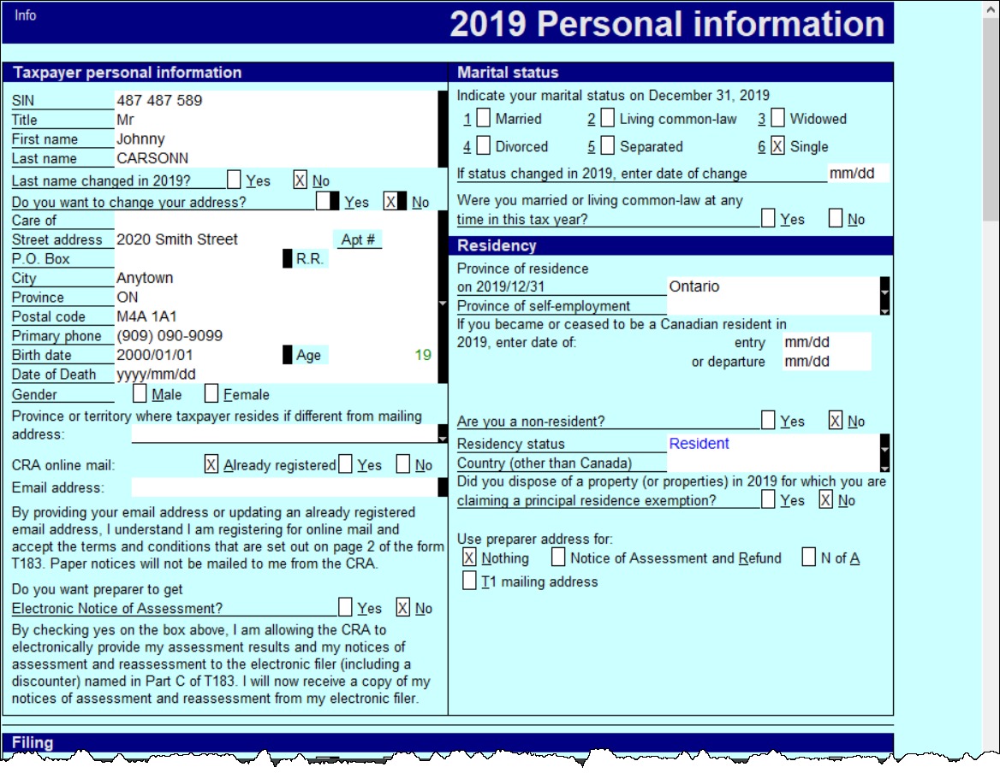 Info
2019 Personal information
Taxpayer personal information
SIN 487 487 589
Title Mr
First name Johnny
Last name CARSONN
Last name changed in 2019? Yes X No
Do you want to change your address? Yes X No
Care of
Street address 2020 Smith Street Apt #
P.O. Box R.R.
City Anytown
Province ON
Postal code M4A 1A1
Primary phone (909) 090-9099
Birth date 2000/01/01 Age 19
Date of Death yyyy/mm/dd
Gender Male Female
Province or territory where taxpayer resides if different from mailing
address:
CRA online mail: X Already registered Yes No
Email address:
By providing your email address or updating an already registered
email address, I understand I am registering for online mail and
accept the terms and conditions that are set out on page 2 of the form
T183. Paper notices will not be mailed to me from the CRA.
Do you want preparer to get
Electronic Notice of Assessment? Yes X No
By checking yes on the box above, I am allowing the CRA to
electronically provide my assessment results and my notices of
assessment and reassessment to the electronic filer (including a
discounter) named in Part C of T183. I will now receive a copy of my
notices of assessment and reassessment from my electronic filer.
Marital status
Indicate your marital status on December 31, 2019
1 Married 2 Living common-law 3 Widowed
4 Divorced 5 Separated 6 X Single
If status changed in 2019, enter date of change mm/dd
Were you married or living common-law at any
time in this tax year? Yes No
Residency
Province of residence
on 2019/12/31 Ontario
Province of self-employment
If you became or ceased to be a Canadian resident in
2019, enter date of: entry mm/dd
or departure mm/dd
Are you a non-resident? Yes X No
Residency status Resident
Country (other than Canada)
Did you dispose of a property (or properties) in 2019 for which you are
claiming a principal residence exemption? Yes X No
Use preparer address for:
X Nothing Notice of Assessment and Refund N of A
T1 mailing address
Filing